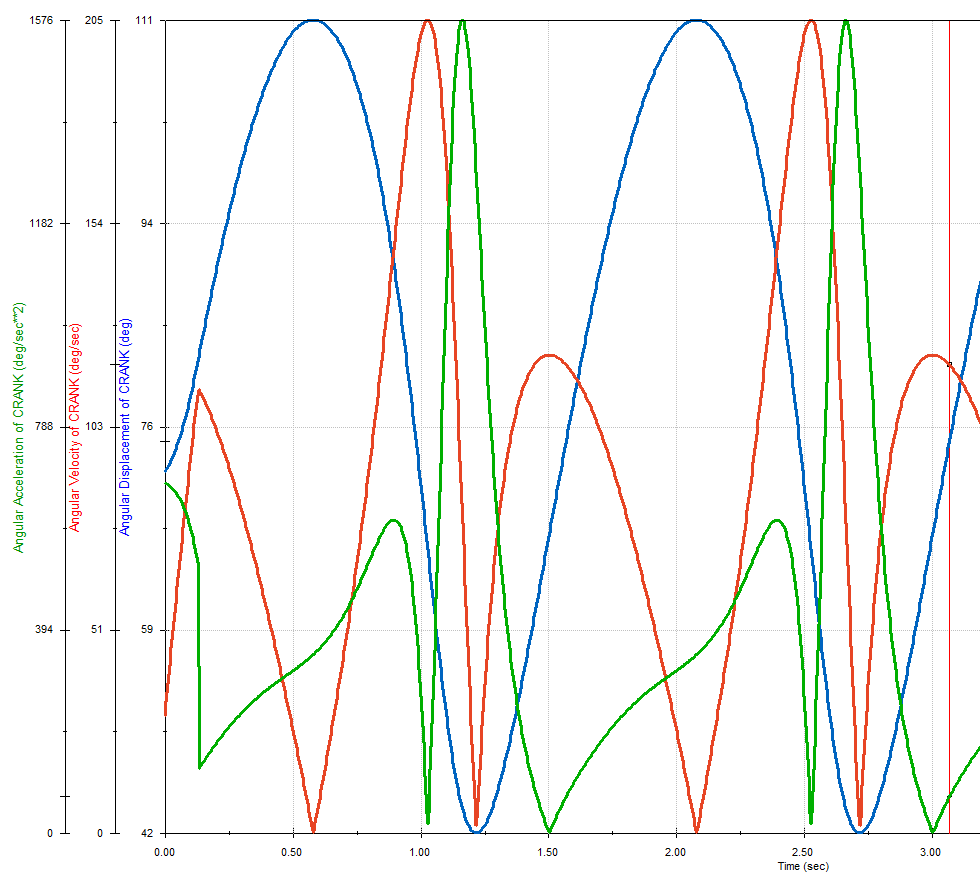 1576 205 111
1182 154 94
788 103 76
394 51 59
0 0 42
Angular Acceleration of CRANK (deg/sec**2)
Angular Velocity of CRANK (deg/sec)
Angular Displacement of CRANK (deg)
0.00 0.50 1.00 1.50 2.00 2.50 3.00
Time (sec)